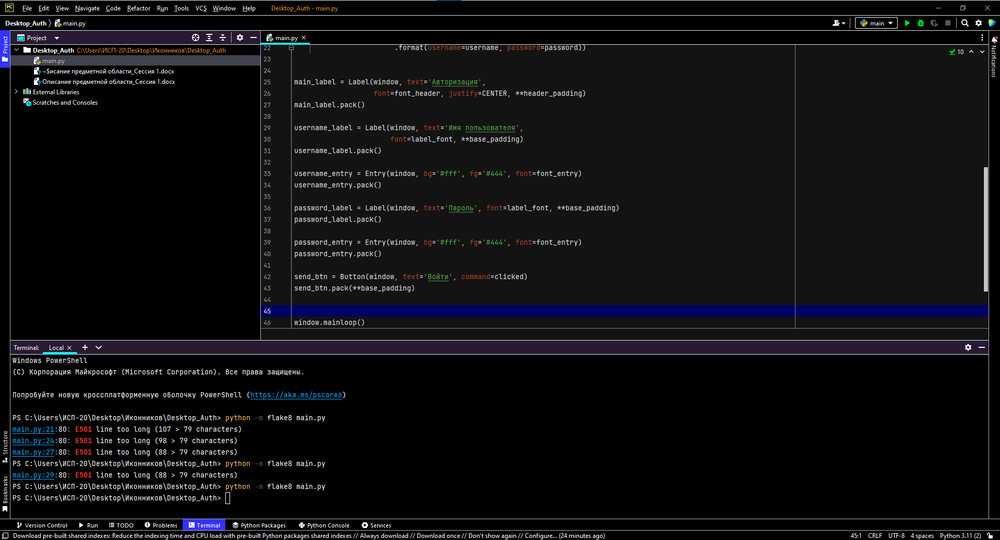 PC File Edit View Navigate Code Refactor Run Tools VCS Window Help Desktop_Auth - main.py
Desktop_Auth main.py main
Project
Project
main.py
Desktop_Auth C:\Users\ИСП-20\Desktop\Иконников\Desktop_Auth
main.py
~$исание предметной области_Сессия 1.docx
Описание предметной области_Сессия 1.docx
External Libraries
Scratches and Consoles
Notifications
10
22 .format(username=username, password=password))
23
24
25 main_label = Label(window, text='Авторизация',
26 font=font_header, justify=CENTER, **header_padding)
27 main_label.pack()
28
29 username_label = Label(window, text='Имя пользователя',
30 font=label_font, **base_padding)
31 username_label.pack()
32
33 username_entry = Entry(window, bg='#fff', fg='#444', font=font_entry)
34 username_entry.pack()
35
36 password_label = Label(window, text='Пароль', font=label_font, **base_padding)
37 password_label.pack()
38
39 password_entry = Entry(window, bg='#fff', fg='#444', font=font_entry)
40 password_entry.pack()
41
42 send_btn = Button(window, text='Войти', command=clicked)
43 send_btn.pack(**base_padding)
44
45
46 window.mainloop()
Terminal: Local
Windows PowerShell
(C) Корпорация Майкрософт (Microsoft Corporation). Все права защищены.
Попробуйте новую кроссплатформенную оболочку PowerShell (https://aka.ms/pscore6)
PS C:\Users\ИСП-20\Desktop\Иконников\Desktop_Auth> python -m flake8 main.py
main.py:21:80: E501 line too long (107 > 79 characters)
main.py:24:80: E501 line too long (98 > 79 characters)
main.py:27:80: E501 line too long (88 > 79 characters)
PS C:\Users\ИСП-20\Desktop\Иконников\Desktop_Auth> python -m flake8 main.py
main.py:29:80: E501 line too long (88 > 79 characters)
PS C:\Users\ИСП-20\Desktop\Иконников\Desktop_Auth> python -m flake8 main.py
PS C:\Users\ИСП-20\Desktop\Иконников\Desktop_Auth>
Structure
Bookmarks
Version Control Run TODO Problems Terminal Python Packages Python Console Services
Download pre-built shared indexes: Reduce the indexing time and CPU load with pre-built Python packages shared indexes // Always download // Download once // Don't show again // Configure... (24 minutes ago) 45:1 CRLF UTF-8 4 spaces Python 3.11 (2)